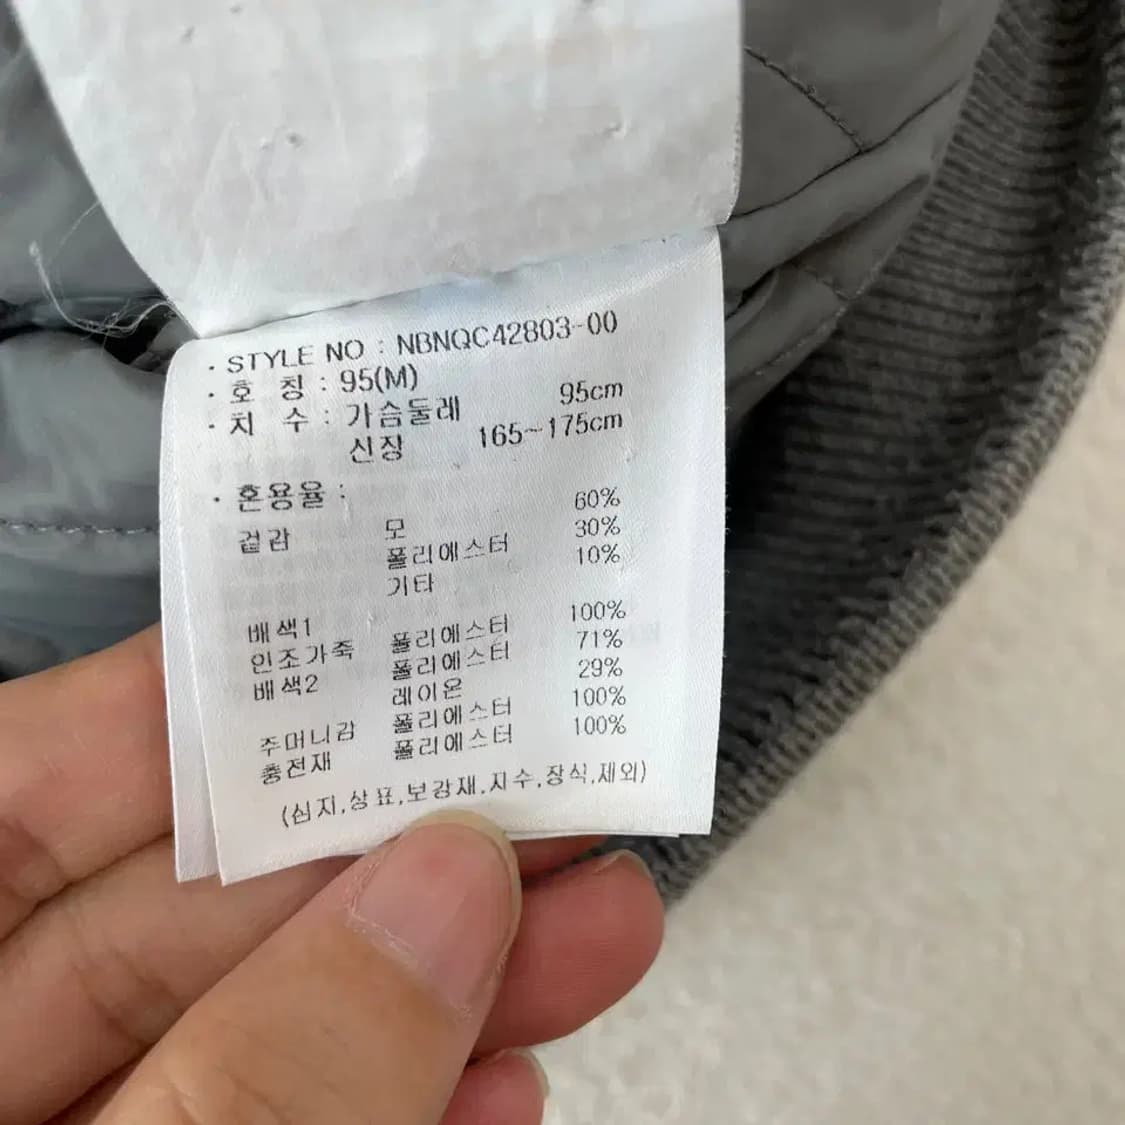 · STYLE NO : NBNQC42803-00
· 호 칭 : 95(M)
· 치 수 : 가슴둘레 95cm
신장 165~175cm
· 혼용율 :
겉감 모 60%
폴리에스터 30%
기타 10%
배색1 폴리에스터 100%
인조가죽 폴리에스터 71%
배색2 레이온 29%
주머니감 폴리에스터 100%
충전재 폴리에스터 100%
(심지,상표,보강재,자수,장식,제외)